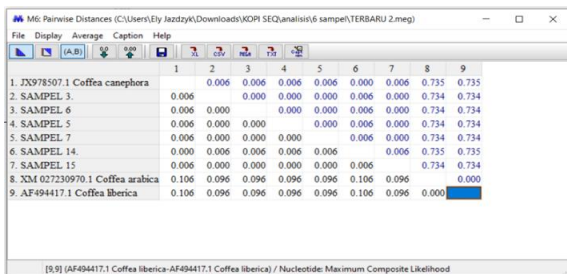 M6: Pairwise Distances (C:\Users\Ely Jazdzyk\Downloads\KOPI SEQ\analisis\6 sampel\TERBARU 2.meg)
File Display Average Caption Help
(A,B) 0.0 0.00 XL CSV MEGA TXT
1 2 3 4 5 6 7 8 9
1. JX978507.1 Coffea canephora 0.006 0.006 0.006 0.006 0.000 0.006 0.735 0.735
2. SAMPEL 3. 0.006 0.000 0.000 0.000 0.006 0.000 0.734 0.734
3. SAMPEL 6 0.006 0.000 0.000 0.000 0.006 0.000 0.734 0.734
4. SAMPEL 5 0.006 0.000 0.000 0.000 0.006 0.000 0.734 0.734
5. SAMPEL 7 0.006 0.000 0.000 0.000 0.006 0.000 0.734 0.734
6. SAMPEL 14. 0.000 0.006 0.006 0.006 0.006 0.006 0.735 0.735
7. SAMPEL 15 0.006 0.000 0.000 0.000 0.000 0.006 0.734 0.734
8. XM 027230970.1 Coffea arabica 0.106 0.096 0.096 0.096 0.096 0.106 0.096 0.000
9. AF494417.1 Coffea liberica 0.106 0.096 0.096 0.096 0.096 0.106 0.096 0.000
[9,9] (AF494417.1 Coffea liberica-AF494417.1 Coffea liberica) / Nucleotide: Maximum Composite Likelihood